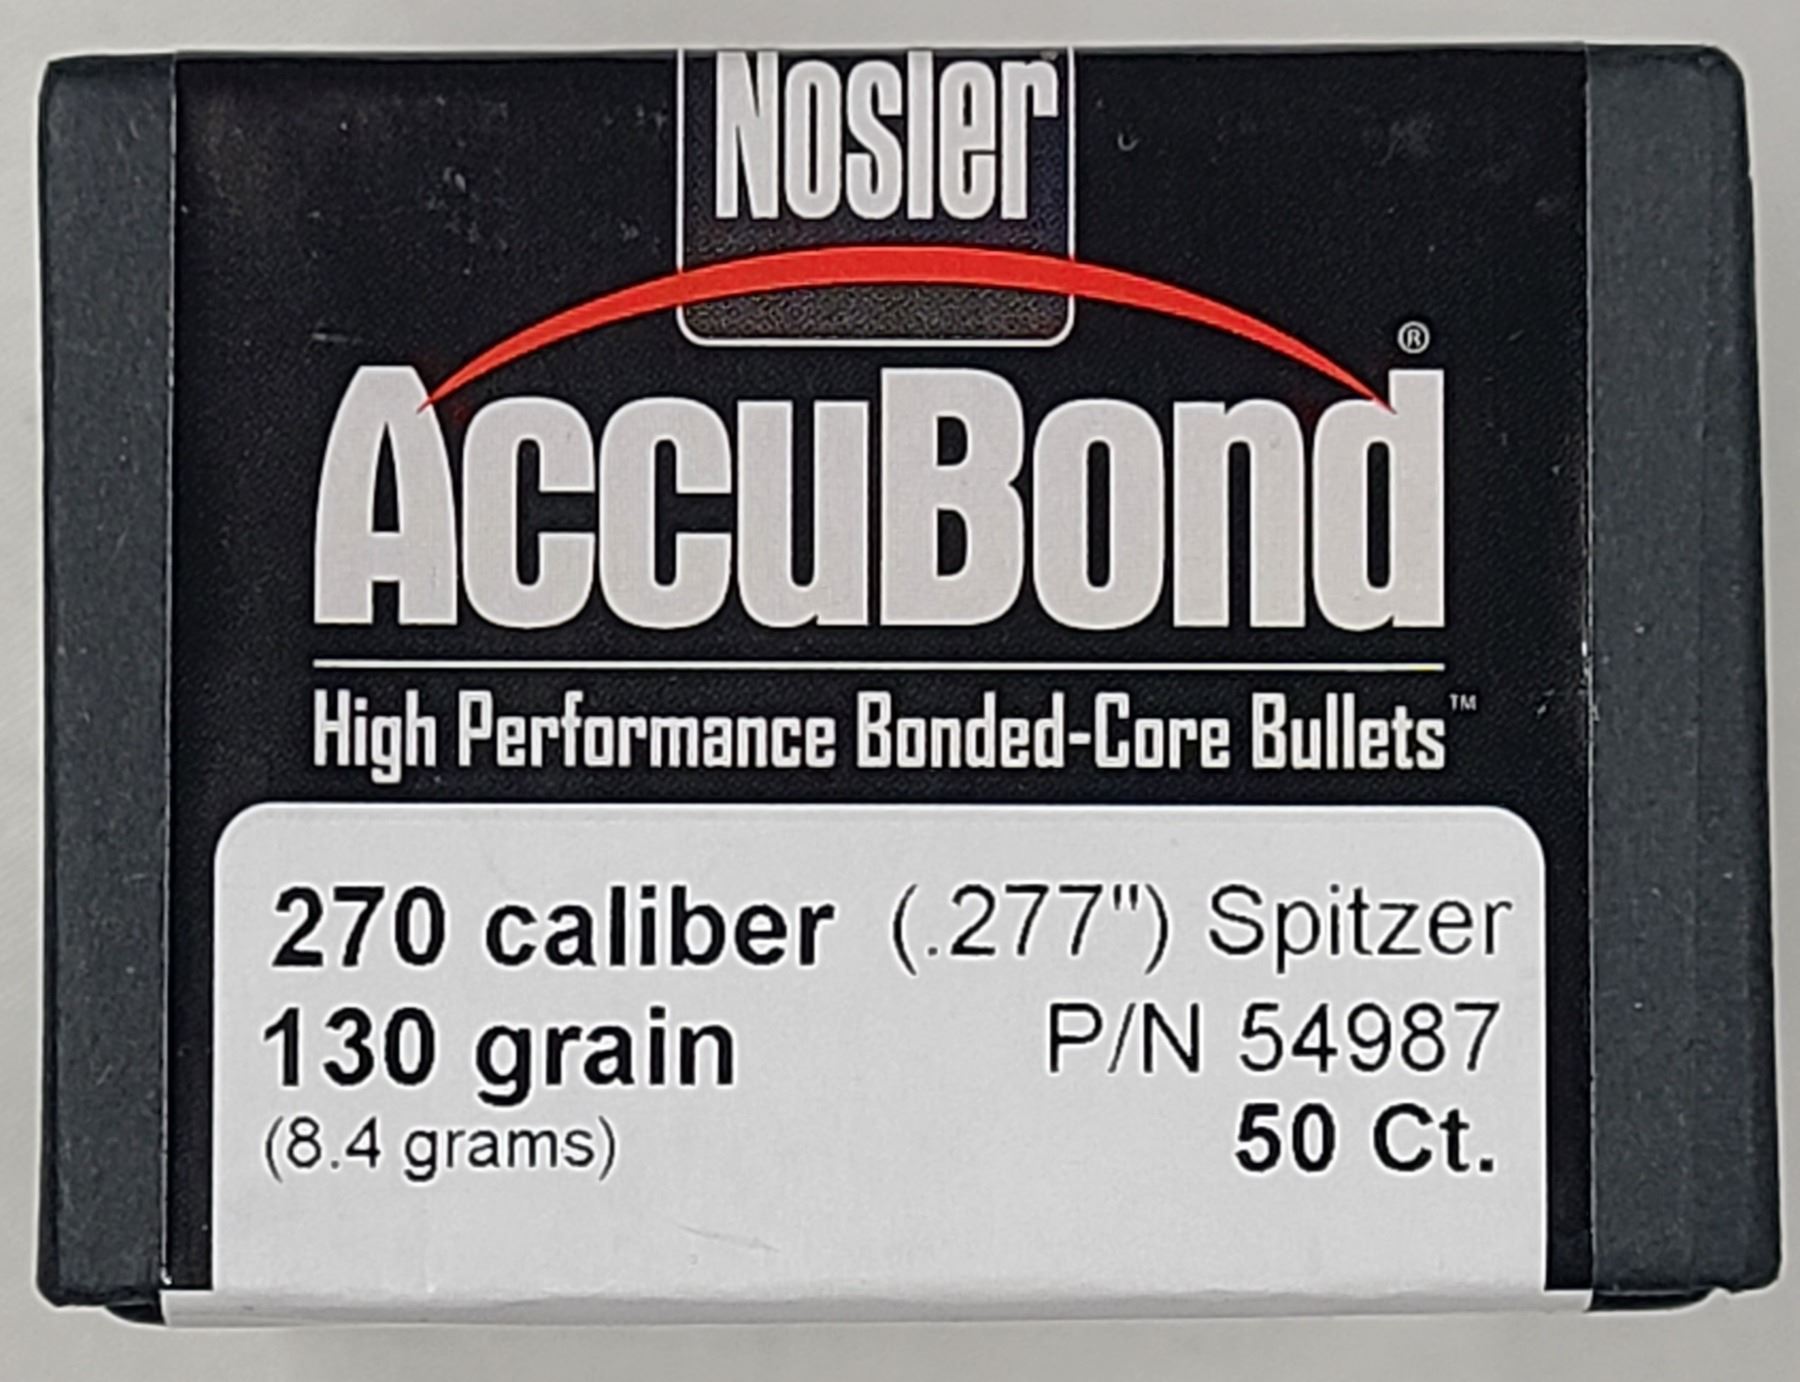 Nosler
AccuBond®
High Performance Bonded-Core Bullets™
270 caliber (.277") Spitzer
130 grain P/N 54987
(8.4 grams) 50 Ct.